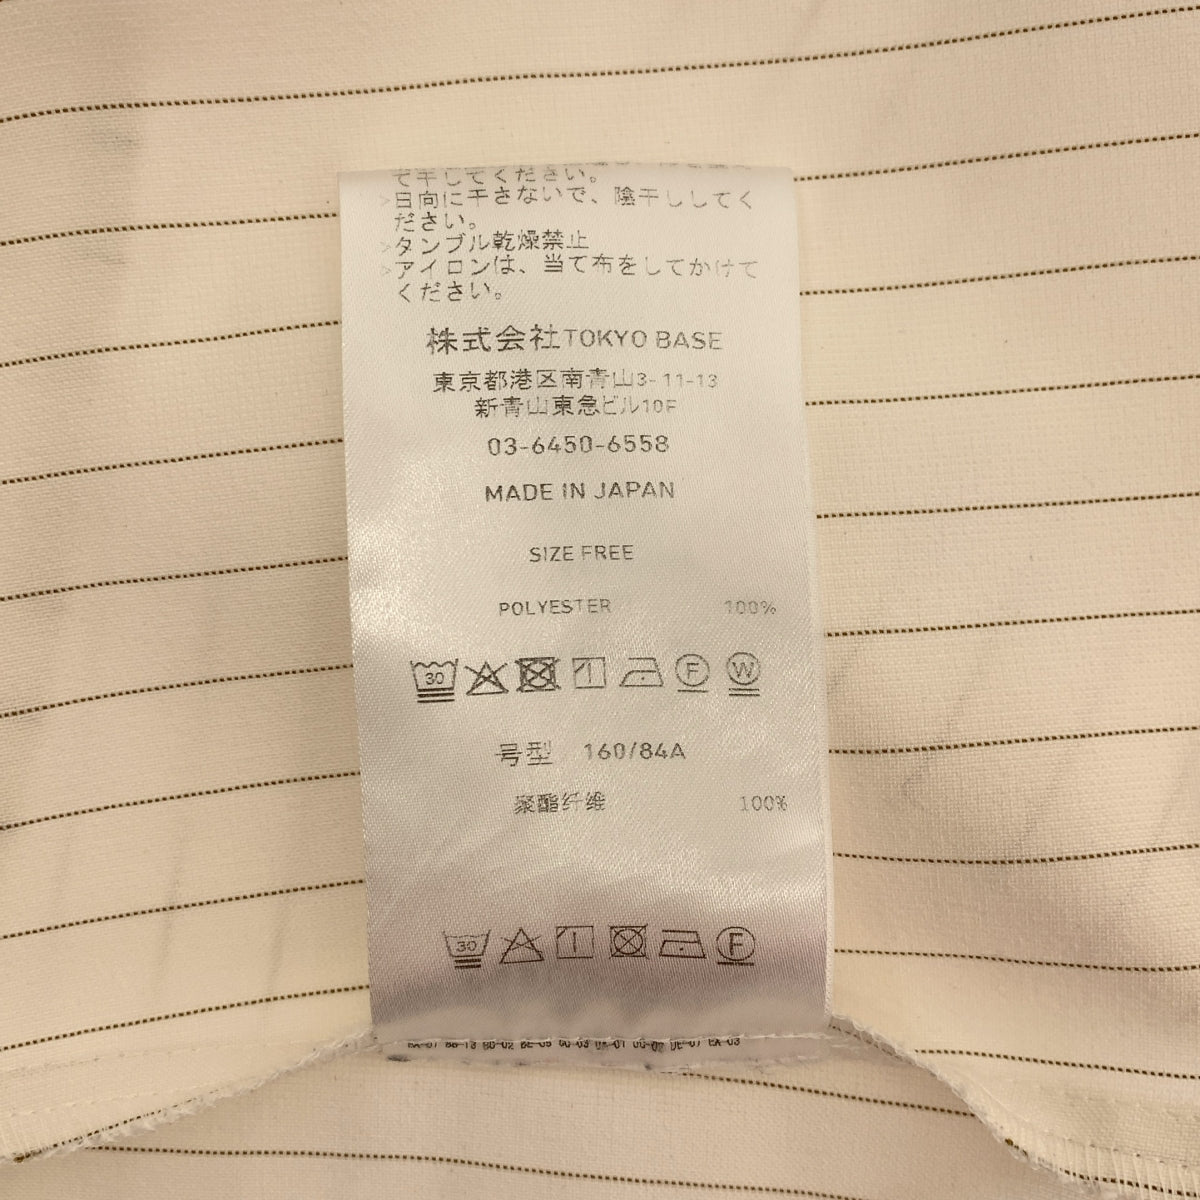 て干してください。
>日向に干さないで、陰干ししてく
ださい。
>タンブル乾燥禁止
>アイロンは、当て布をしてかけて
ください。
株式会社TOKYO BASE
東京都港区南青山3-11-13
新青山東急ビル10F
03-6450-6558
MADE IN JAPAN
SIZE FREE
POLYESTER 100%
30 F W
号型 160/84A
聚酯纤维 100%
30 F